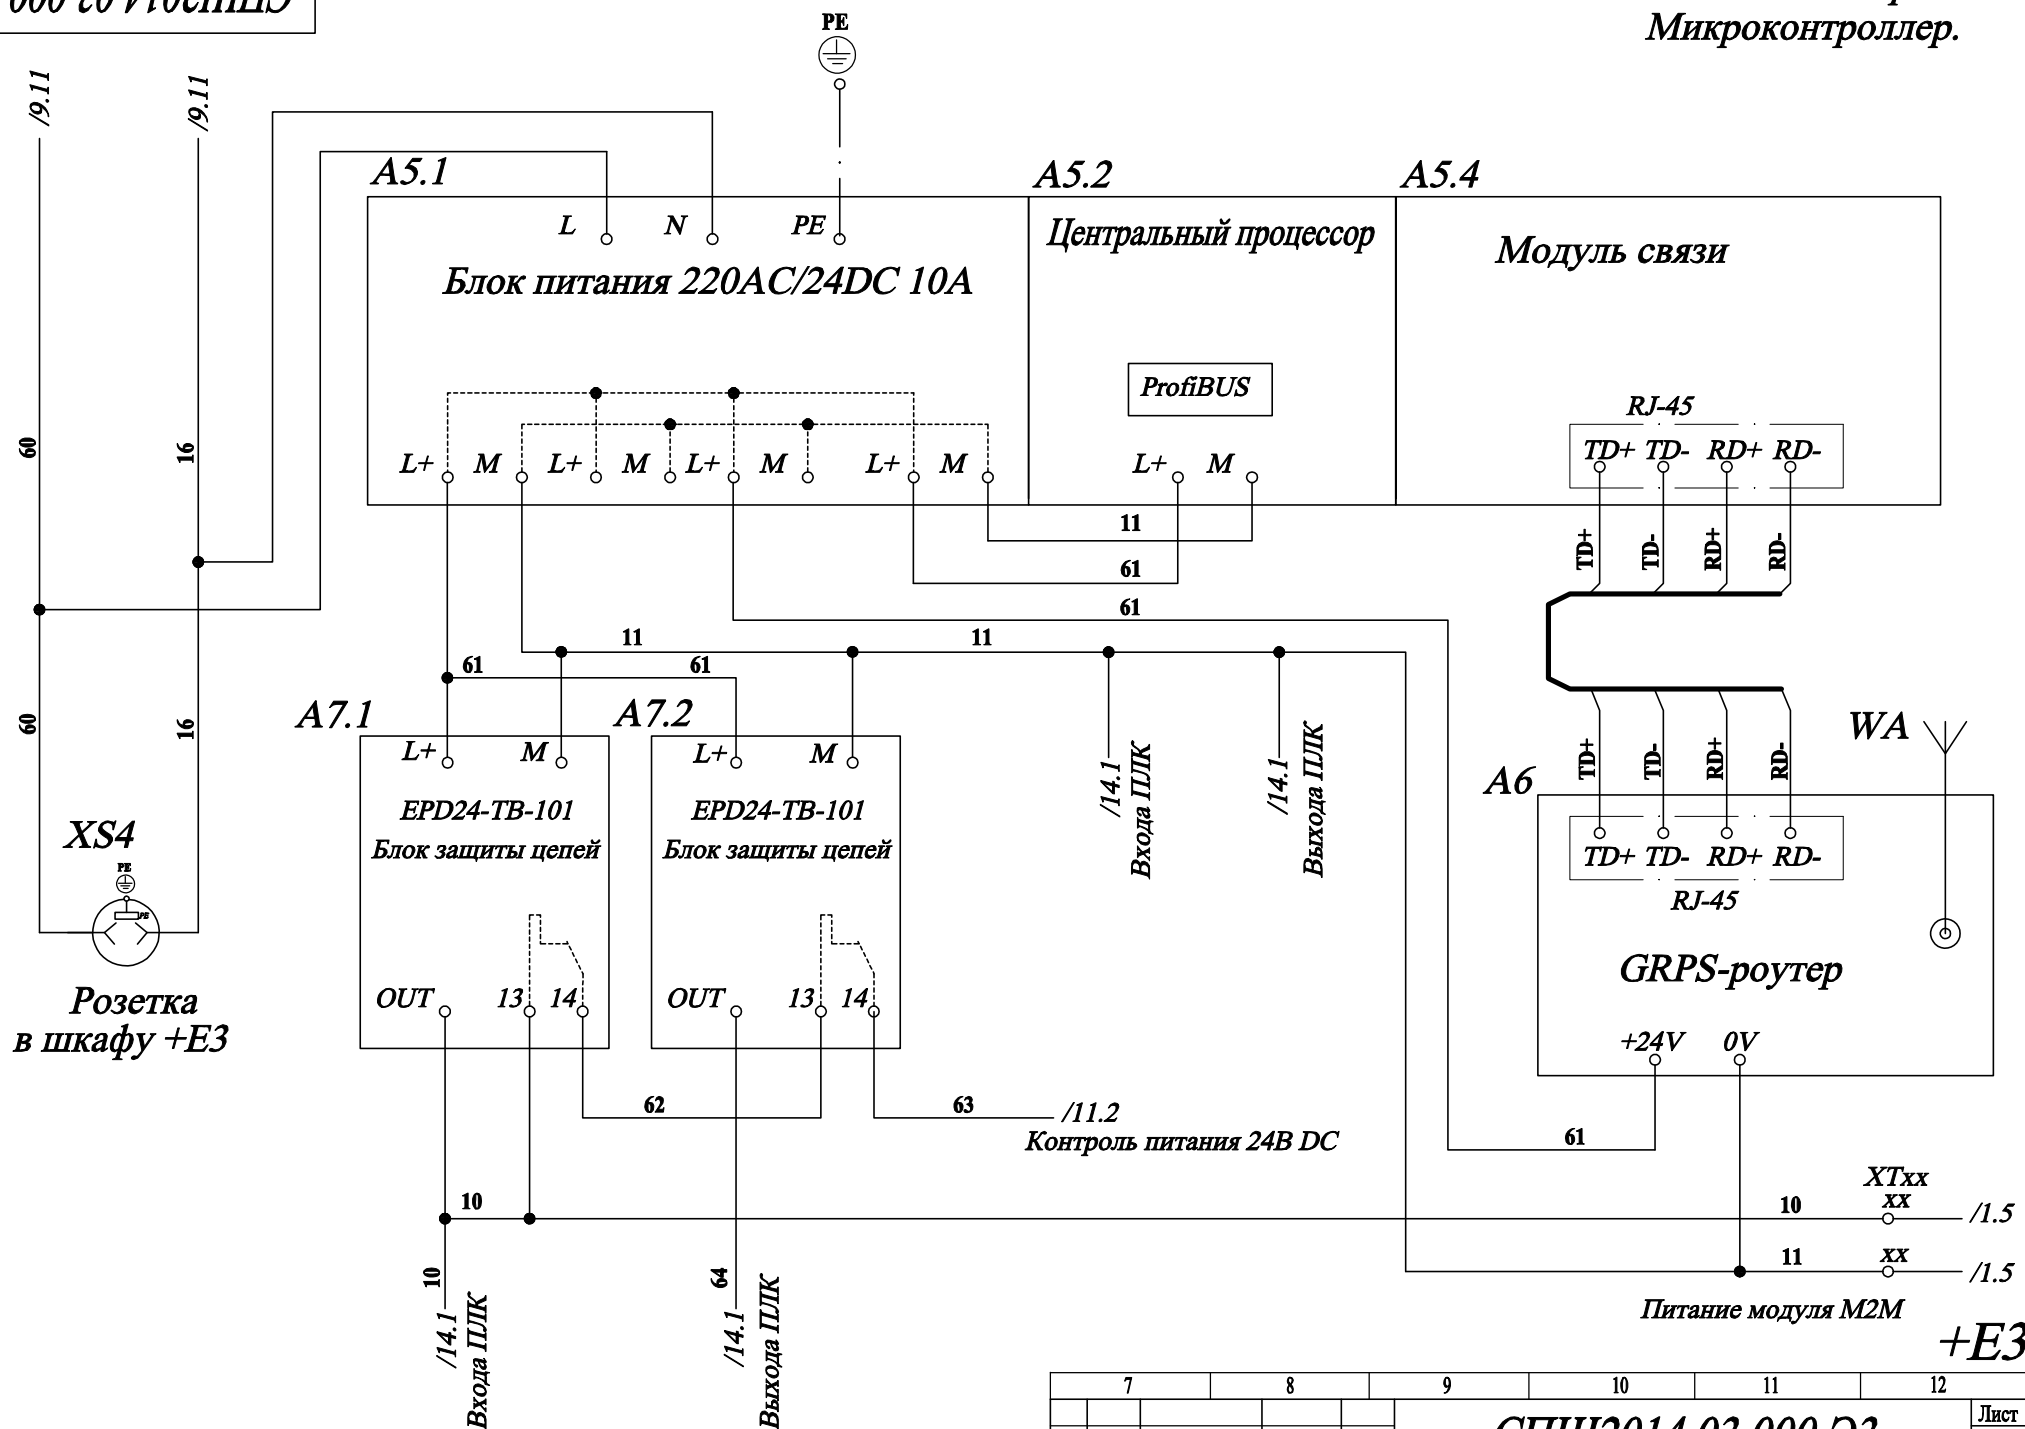 Микроконтроллер.
/9.11
/9.11
PE
A5.1
A5.2
A5.4
L N PE
Блок питания 220AC/24DC 10A
Центральный процессор
Модуль связи
ProfiBUS
RJ-45
TD+ TD- RD+ RD-
L+ M L+ M L+ M L+ M
L+ M
60
16
11
61
61
TD+ TD- RD+ RD-
11
11
61
61
60
16
A7.1
A7.2
L+ M
L+ M
EPD24-TB-101
Блок защиты цепей
EPD24-TB-101
Блок защиты цепей
/14.1
Входа ПЛК
/14.1
Выхода ПЛК
TD+ TD- RD+ RD-
WA
A6
TD+ TD- RD+ RD-
RJ-45
GRPS-роутер
+24V 0V
XS4
PE
PE
Розетка
в шкафу +E3
OUT 13 14
OUT 13 14
62
63
/11.2
Контроль питания 24В DC
61
10
10
XTxx
xx
/1.5
11
xx
/1.5
Питание модуля M2M
10
/14.1
Входа ПЛК
64
/14.1
Выхода ПЛК
+E3
7 8 9 10 11 12
Лист